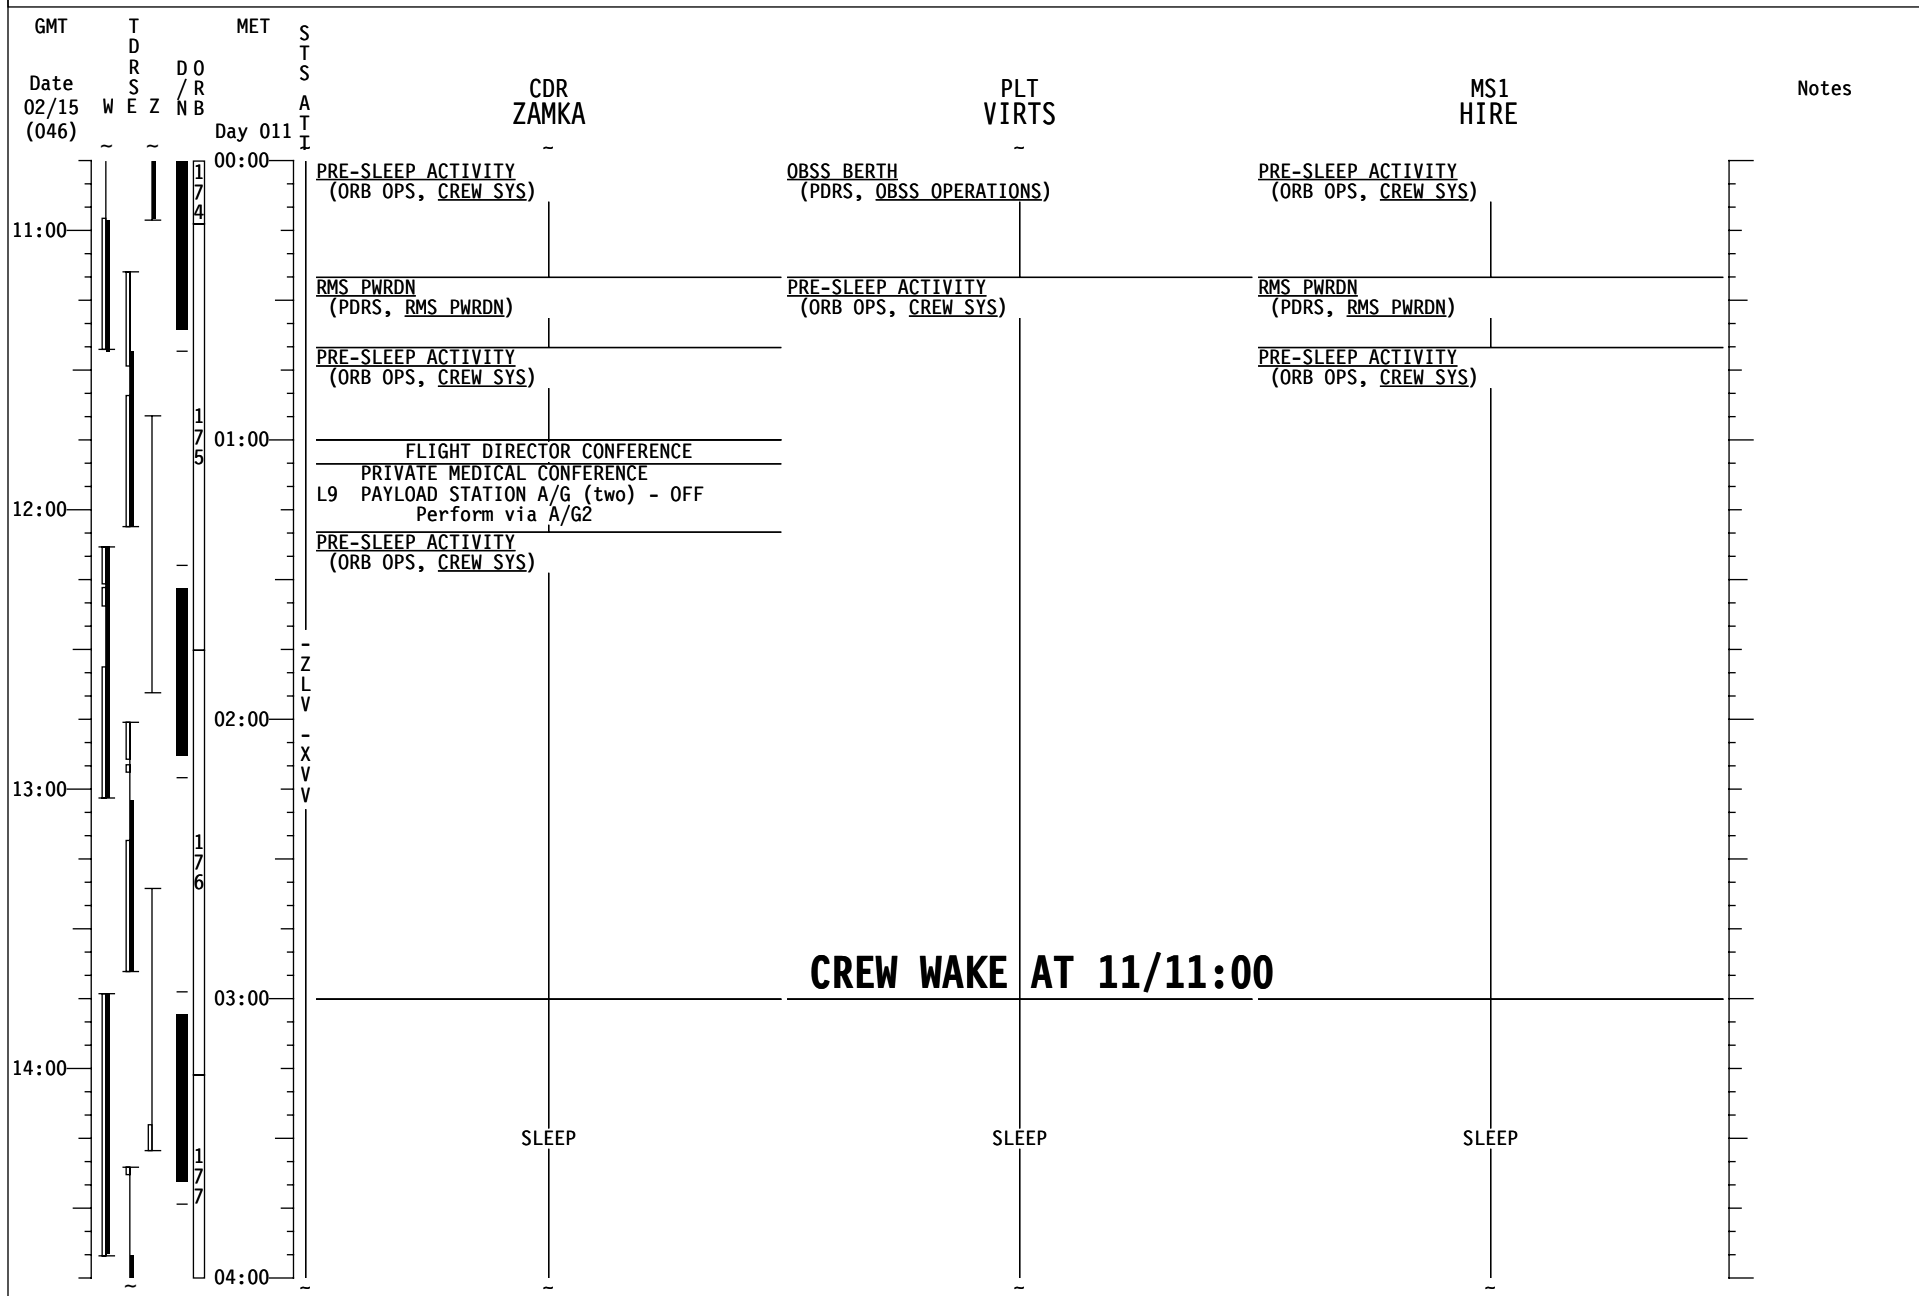 GMT
TDRS
MET
STS ATT
Date
02/15
(046)
W E Z
D/N
ORB
Day 011
CDR
ZAMKA
PLT
VIRTS
MS1
HIRE
Notes
~ ~ ~ ~ ~
00:00
174
PRE-SLEEP ACTIVITY
(ORB OPS, CREW SYS)
OBSS BERTH
(PDRS, OBSS OPERATIONS)
PRE-SLEEP ACTIVITY
(ORB OPS, CREW SYS)
11:00
RMS PWRDN
(PDRS, RMS PWRDN)
PRE-SLEEP ACTIVITY
(ORB OPS, CREW SYS)
RMS PWRDN
(PDRS, RMS PWRDN)
PRE-SLEEP ACTIVITY
(ORB OPS, CREW SYS)
PRE-SLEEP ACTIVITY
(ORB OPS, CREW SYS)
175
01:00
FLIGHT DIRECTOR CONFERENCE
PRIVATE MEDICAL CONFERENCE
L9 PAYLOAD STATION A/G (two) - OFF
Perform via A/G2
12:00
PRE-SLEEP ACTIVITY
(ORB OPS, CREW SYS)
-ZLV -XVV
02:00
13:00
176
CREW WAKE AT 11/11:00
03:00
14:00
SLEEP
SLEEP
SLEEP
177
04:00
~ ~ ~ ~ ~